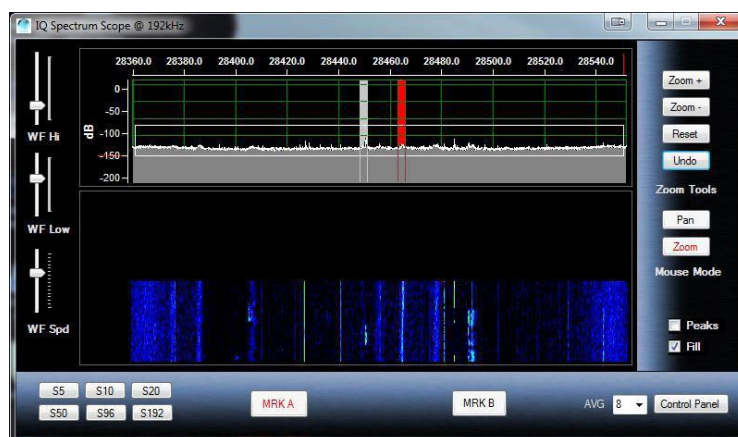 IQ Spectrum Scope @ 192kHz
28360.0 28380.0 28400.0 28420.0 28440.0 28460.0 28480.0 28500.0 28520.0 28540.0
0
-50
-100
-150
-200
dB
WF Hi
WF Low
WF Spd
Zoom +
Zoom -
Reset
Undo
Zoom Tools
Pan
Zoom
Mouse Mode
Peaks
Fill
S5 S10 S20
S50 S96 S192
MRK A
MRK B
AVG 8
Control Panel